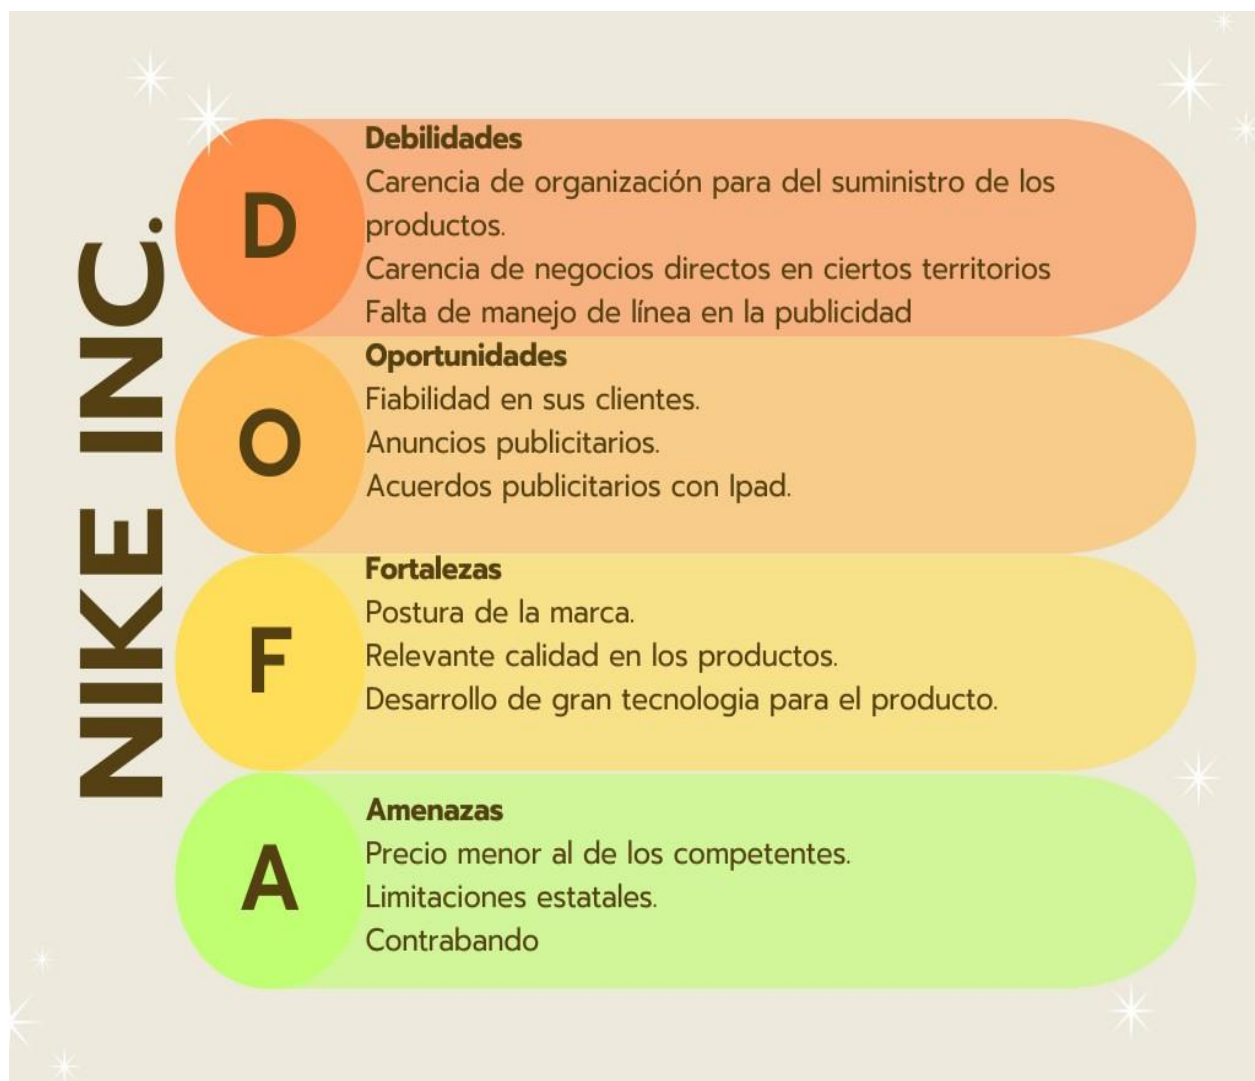 NIKE INC.
D
Debilidades
Carencia de organización para del suministro de los
productos.
Carencia de negocios directos en ciertos territorios
Falta de manejo de línea en la publicidad
O
Oportunidades
Fiabilidad en sus clientes.
Anuncios publicitarios.
Acuerdos publicitarios con Ipad.
F
Fortalezas
Postura de la marca.
Relevante calidad en los productos.
Desarrollo de gran tecnologia para el producto.
A
Amenazas
Precio menor al de los competentes.
Limitaciones estatales.
Contrabando